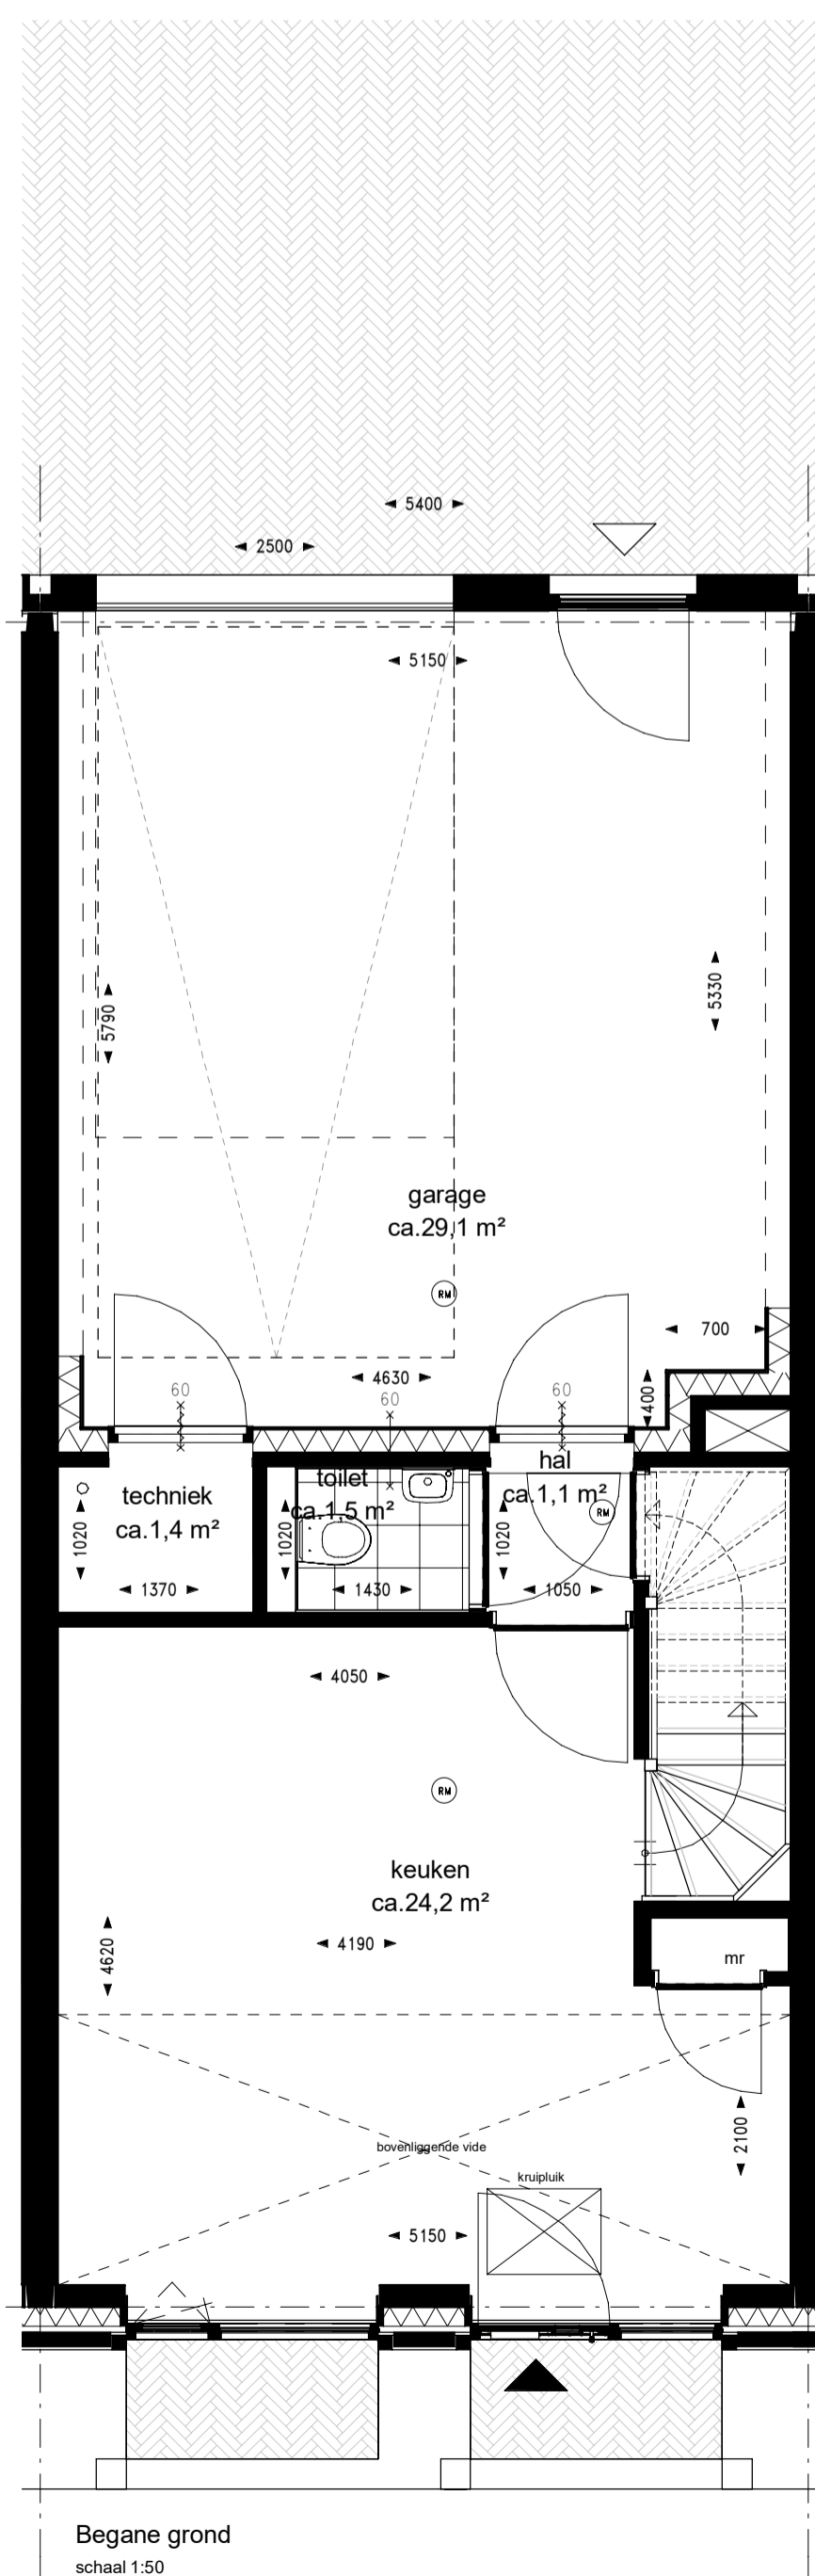 5400
2500
5150
5790
5330
garage
ca.29,1 m²
RM
700
4630
400
60
60
60
hal
ca.1,1 m²
RM
toilet
ca.1,5 m²
techniek
ca.1,4 m²
1020
1020
1020
1370
1430
1050
4050
RM
keuken
ca.24,2 m²
4190
4620
mr
2100
bovenliggende vide
kruipluik
5150
Begane grond
schaal 1:50